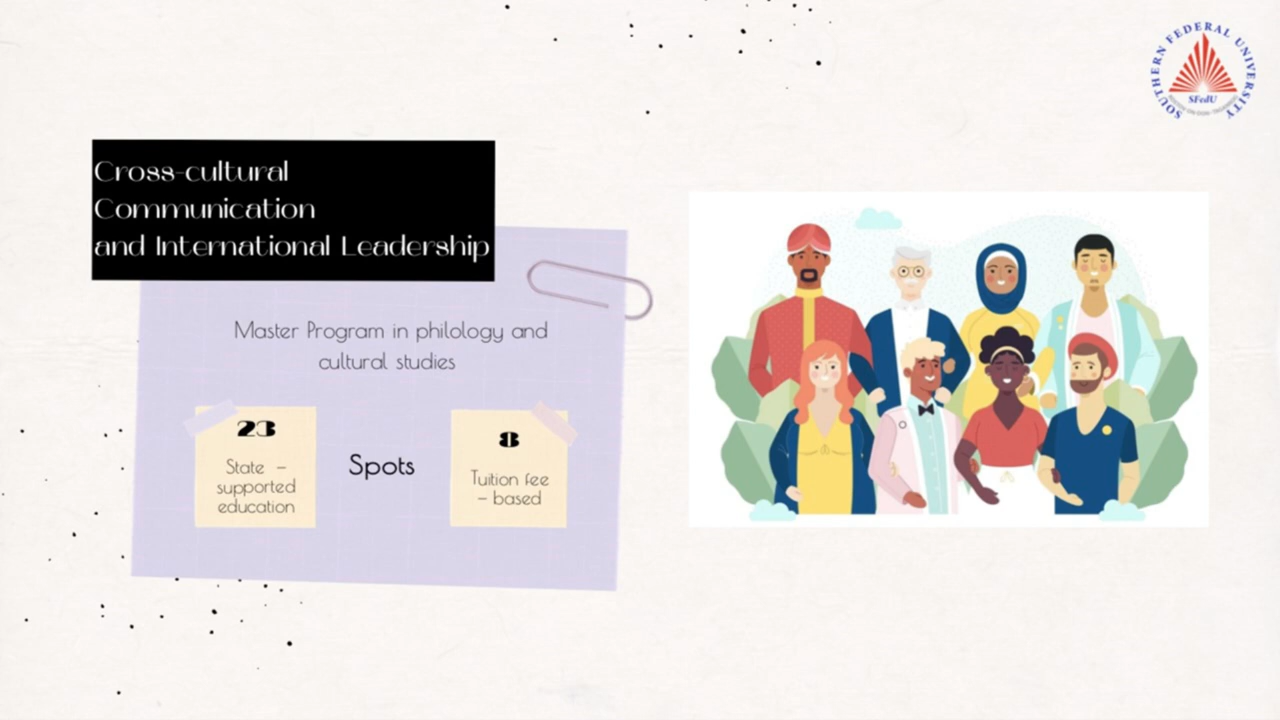 SOUTHERN FEDERAL UNIVERSITY
SFedU
Cross-cultural
Communication
and International Leadership
Master Program in philology and
cultural studies
23
State –
supported
education
Spots
8
Tuition fee
– based